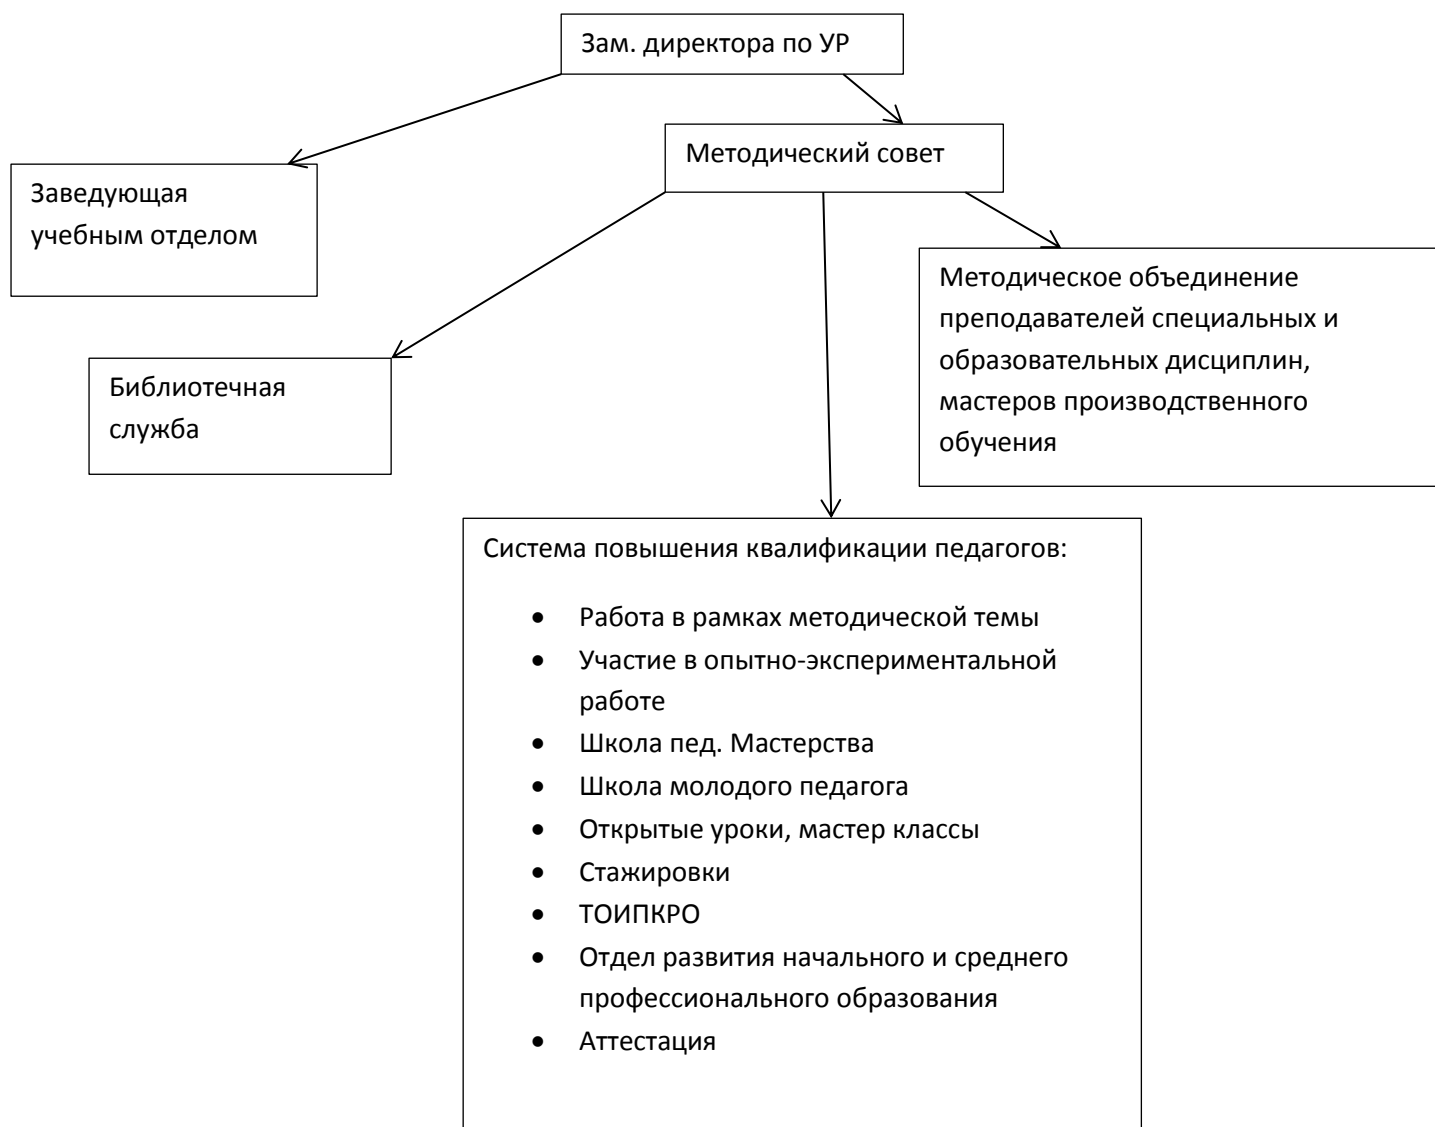 Зам. директора по УР
Методический совет
Заведующая
учебным отделом
Методическое объединение
преподавателей специальных и
образовательных дисциплин,
мастеров производственного
обучения
Библиотечная
служба
Система повышения квалификации педагогов:
• Работа в рамках методической темы
• Участие в опытно-экспериментальной
работе
• Школа пед. Мастерства
• Школа молодого педагога
• Открытые уроки, мастер классы
• Стажировки
• ТОИПКРО
• Отдел развития начального и среднего
профессионального образования
• Аттестация